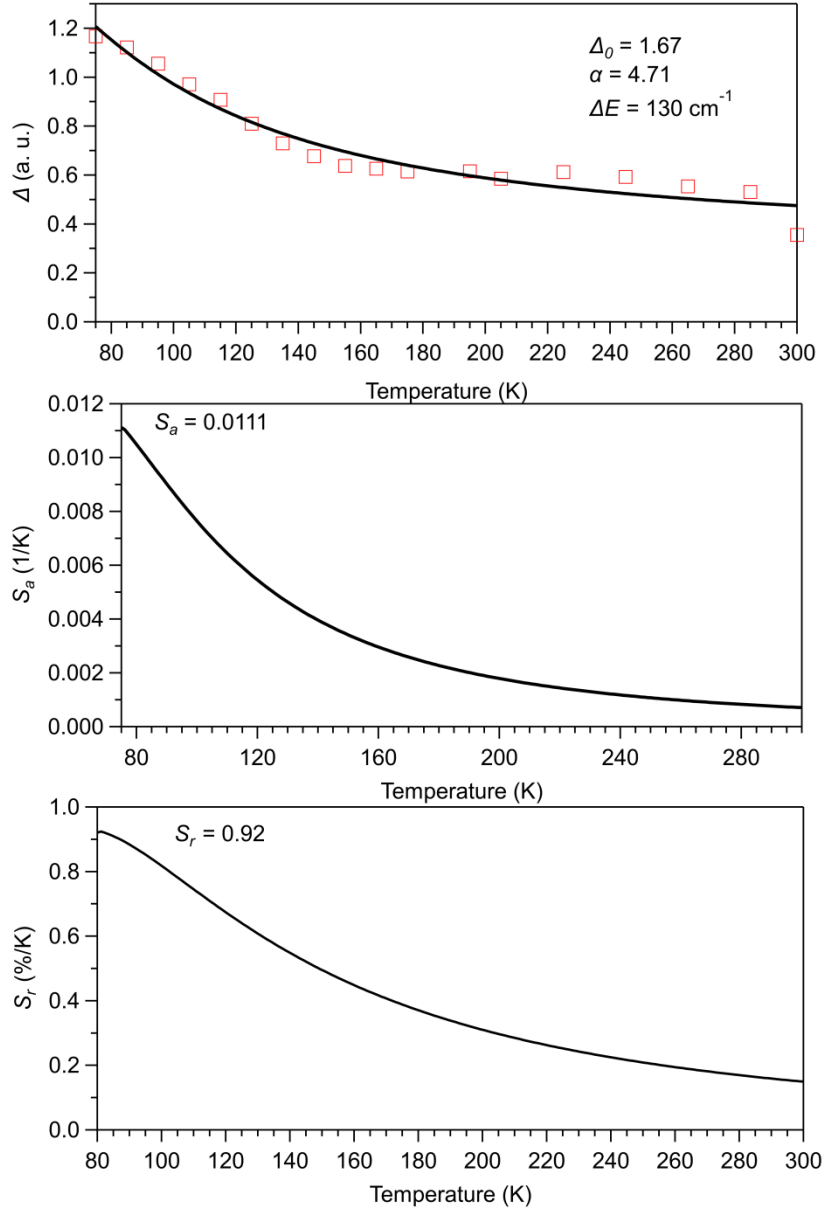 1.2
1.0
0.8
0.6
0.4
0.2
0.0
Δ (a. u.)
Δ0 = 1.67
α = 4.71
ΔE = 130 cm-1
80 100 120 140 160 180 200 220 240 260 280 300
Temperature (K)
0.012
0.010
0.008
0.006
0.004
0.002
0.000
Sa (1/K)
Sa = 0.0111
80 120 160 200 240 280
Temperature (K)
1.0
0.8
0.6
0.4
0.2
0.0
Sr (%/K)
Sr = 0.92
80 100 120 140 160 180 200 220 240 260 280 300
Temperature (K)